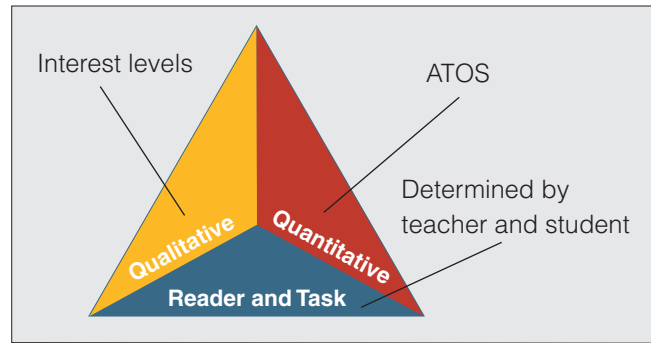 Interest levels
ATOS
Determined by
teacher and student
Qualitative
Quantitative
Reader and Task